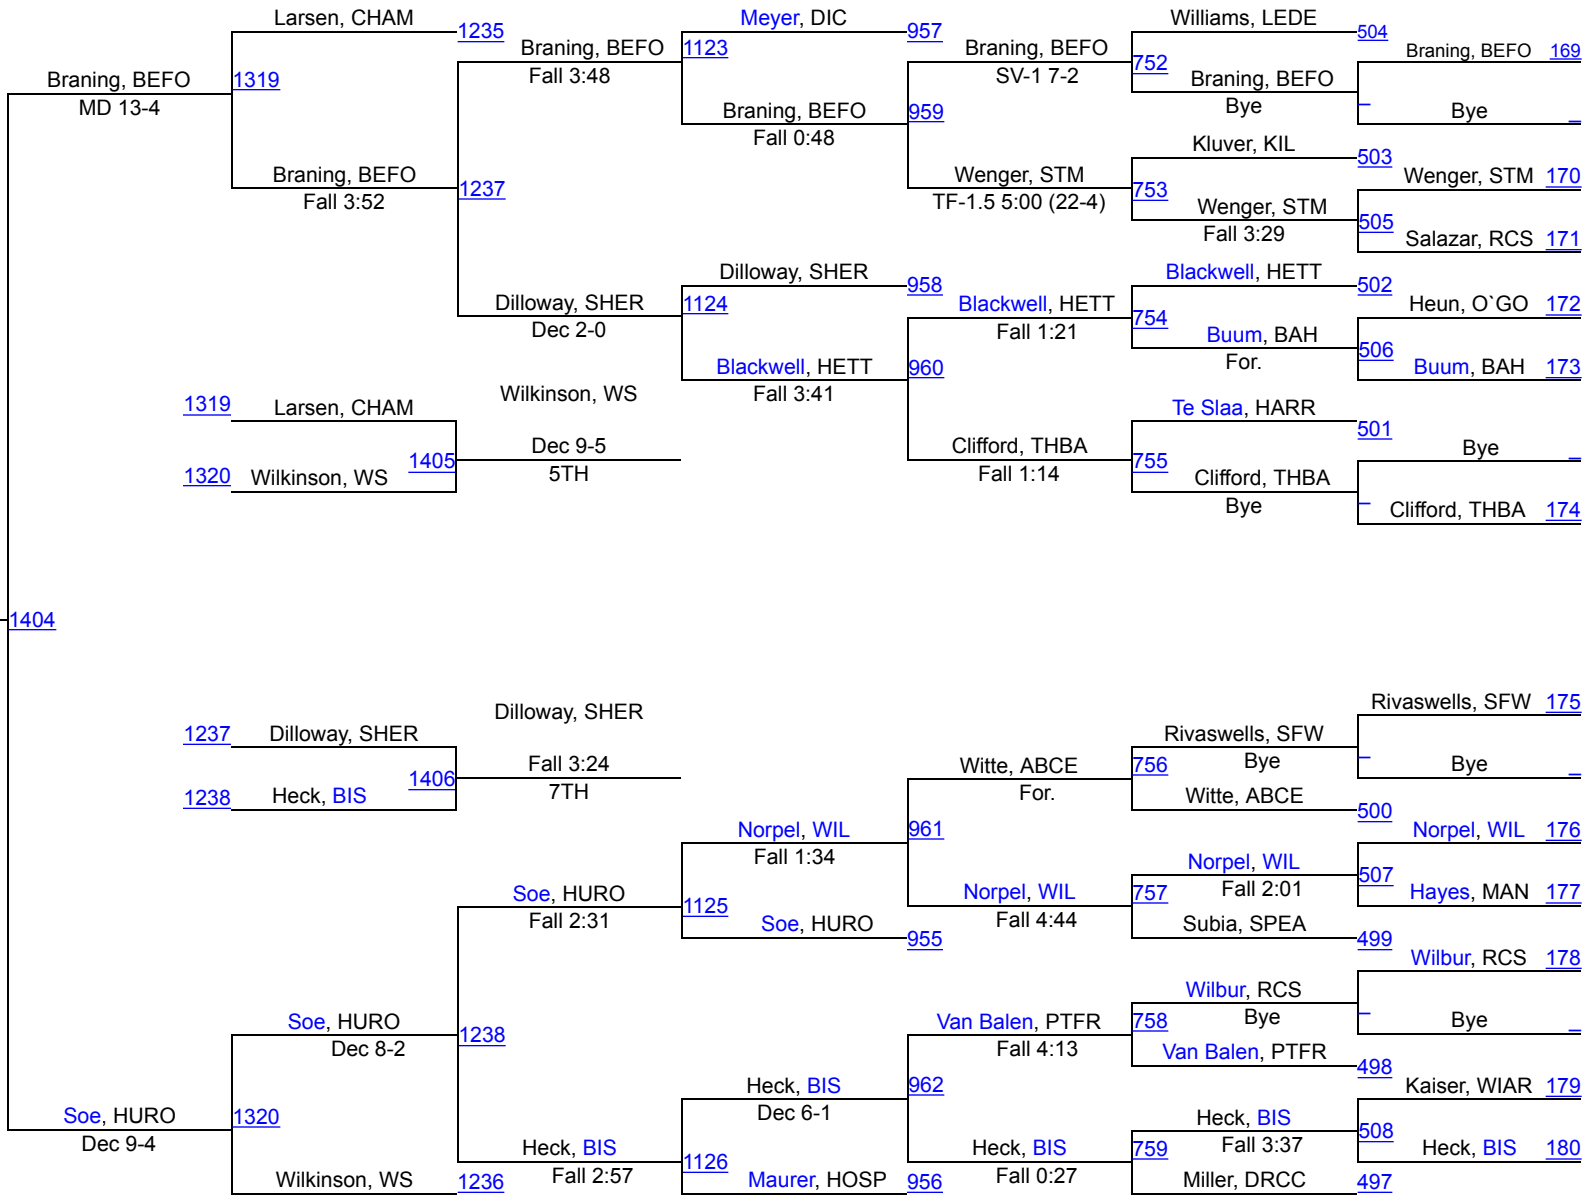 Larsen, CHAM
1235
Meyer, DIC
957
Williams, LEDE
504
Braning, BEFO
MD 13-4
1319
Braning, BEFO
Fall 3:48
1123
Braning, BEFO
SV-1 7-2
752
Braning, BEFO
169
Braning, BEFO
Bye
_
Bye
_
Braning, BEFO
Fall 0:48
959
Kluver, KIL
503
Braning, BEFO
Fall 3:52
1237
Wenger, STM
TF-1.5 5:00 (22-4)
753
Wenger, STM
170
Wenger, STM
Fall 3:29
505
Salazar, RCS
171
Dilloway, SHER
958
Blackwell, HETT
502
Dilloway, SHER
Dec 2-0
1124
Blackwell, HETT
Fall 1:21
754
Heun, O`GO
172
Buum, BAH
For.
506
Buum, BAH
173
Blackwell, HETT
Fall 3:41
960
1319
Larsen, CHAM
Wilkinson, WS
Te Slaa, HARR
501
1320
Wilkinson, WS
1405
Dec 9-5
5TH
Clifford, THBA
Fall 1:14
755
Bye
_
Clifford, THBA
Bye
_
Clifford, THBA
174
1404
1237
Dilloway, SHER
Dilloway, SHER
Rivaswells, SFW
175
1238
Heck, BIS
1406
Fall 3:24
7TH
Witte, ABCE
For.
756
Rivaswells, SFW
Bye
_
Bye
_
Witte, ABCE
500
Norpel, WIL
Fall 1:34
961
Norpel, WIL
176
Soe, HURO
Fall 2:31
1125
Norpel, WIL
Fall 4:44
757
Norpel, WIL
Fall 2:01
507
Hayes, MAN
177
Soe, HURO
955
Subia, SPEA
499
Wilbur, RCS
178
Soe, HURO
Dec 8-2
1238
Van Balen, PTFR
Fall 4:13
758
Wilbur, RCS
Bye
_
Bye
_
Van Balen, PTFR
498
Heck, BIS
Dec 6-1
962
Kaiser, WIAR
179
Soe, HURO
Dec 9-4
1320
Heck, BIS
Fall 2:57
1126
Heck, BIS
Fall 0:27
759
Heck, BIS
Fall 3:37
508
Heck, BIS
180
Wilkinson, WS
1236
Maurer, HOSP
956
Miller, DRCC
497